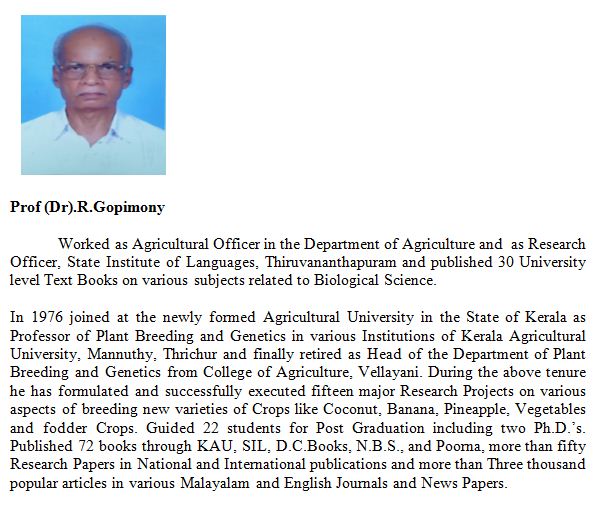 Prof (Dr).R.Gopimony
Worked as Agricultural Officer in the Department of Agriculture and as Research
Officer, State Institute of Languages, Thiruvananthapuram and published 30 University
level Text Books on various subjects related to Biological Science.
In 1976 joined at the newly formed Agricultural University in the State of Kerala as
Professor of Plant Breeding and Genetics in various Institutions of Kerala Agricultural
University, Mannuthy, Thrichur and finally retired as Head of the Department of Plant
Breeding and Genetics from College of Agriculture, Vellayani. During the above tenure
he has formulated and successfully executed fifteen major Research Projects on various
aspects of breeding new varieties of Crops like Coconut, Banana, Pineapple, Vegetables
and fodder Crops. Guided 22 students for Post Graduation including two Ph.D.’s.
Published 72 books through KAU, SIL, D.C.Books, N.B.S., and Poorna, more than fifty
Research Papers in National and International publications and more than Three thousand
popular articles in various Malayalam and English Journals and News Papers.